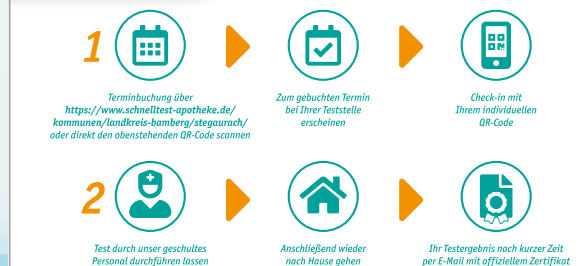 1
Terminbuchung über
https://www.schnelltest-apotheke.de/
kommunen/landkreis-bamberg/stegaurach/
oder direkt den obenstehenden QR-Code scannen
Zum gebuchten Termin
bei Ihrer Teststelle
erscheinen
Check-in mit
Ihrem individuellen
QR-Code
2
Test durch unser geschultes
Personal durchführen lassen
Anschließend wieder
nach Hause gehen
Ihr Testergebnis nach kurzer Zeit
per E-Mail mit offiziellem Zertifikat